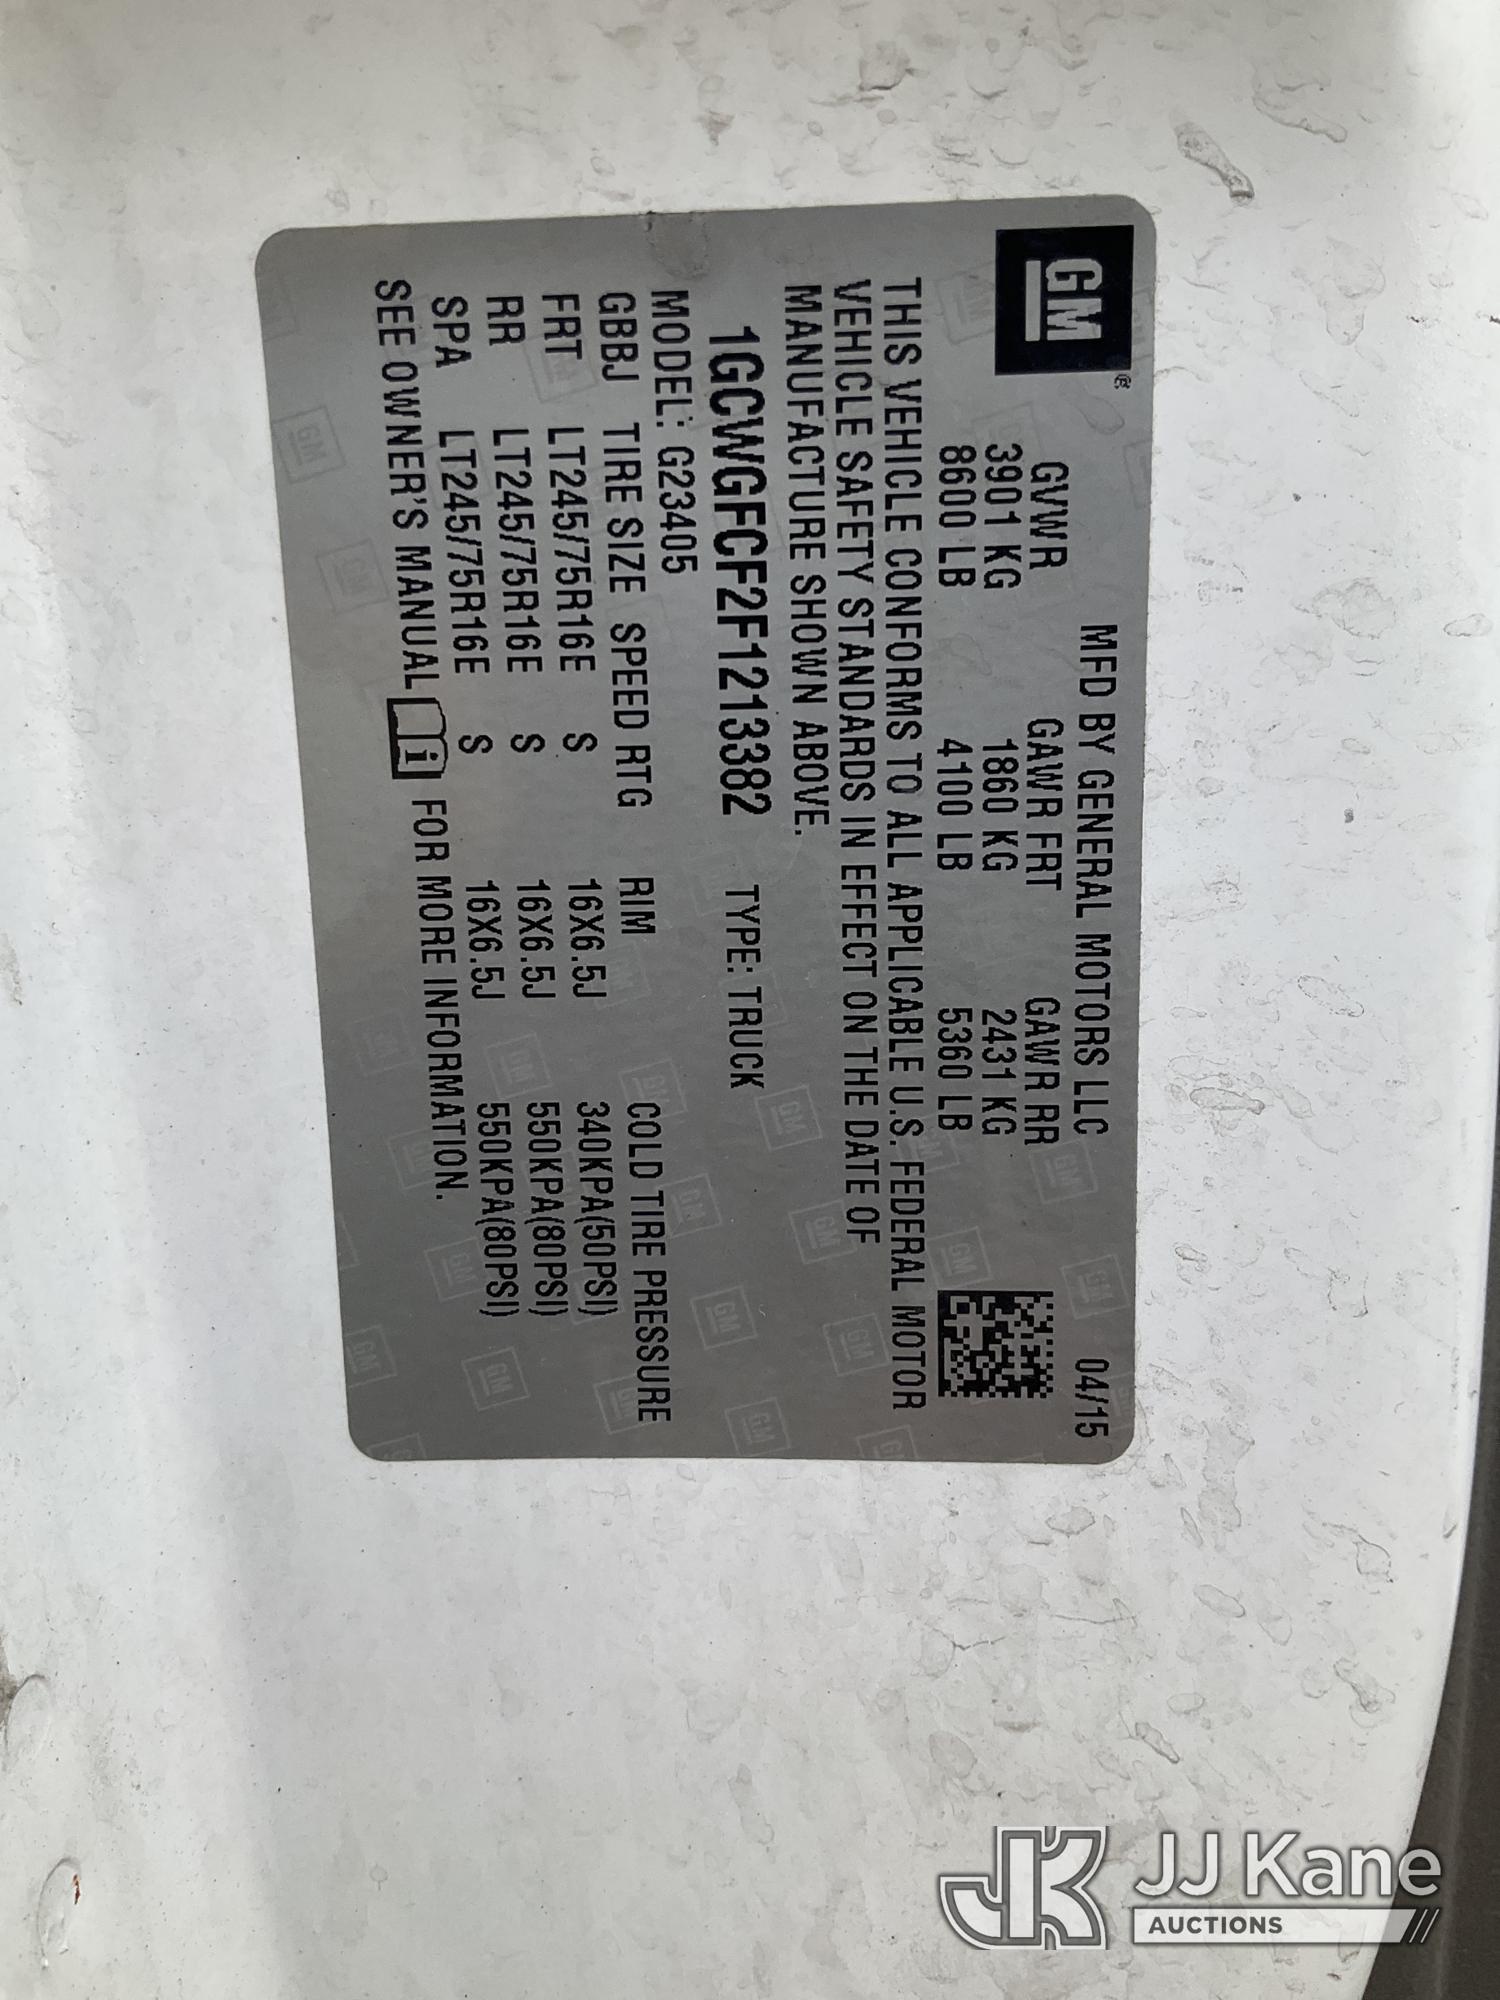 GM®
MFD BY GENERAL MOTORS LLC 04/15
GVWR GAWR FRT GAWR RR
3901 KG 1860 KG 2431 KG
8600 LB 4100 LB 5360 LB
THIS VEHICLE CONFORMS TO ALL APPLICABLE U.S. FEDERAL MOTOR
VEHICLE SAFETY STANDARDS IN EFFECT ON THE DATE OF
MANUFACTURE SHOWN ABOVE.
1GCWGFCF2F1213382 TYPE: TRUCK
MODEL: G23405
GBBJ TIRE SIZE SPEED RTG RIM COLD TIRE PRESSURE
FRT LT245/75R16E S 16X6.5J 340KPA(50PSI)
RR LT245/75R16E S 16X6.5J 550KPA(80PSI)
SPA LT245/75R16E S 16X6.5J 550KPA(80PSI)
SEE OWNER'S MANUAL i FOR MORE INFORMATION.
JK JJ Kane
AUCTIONS